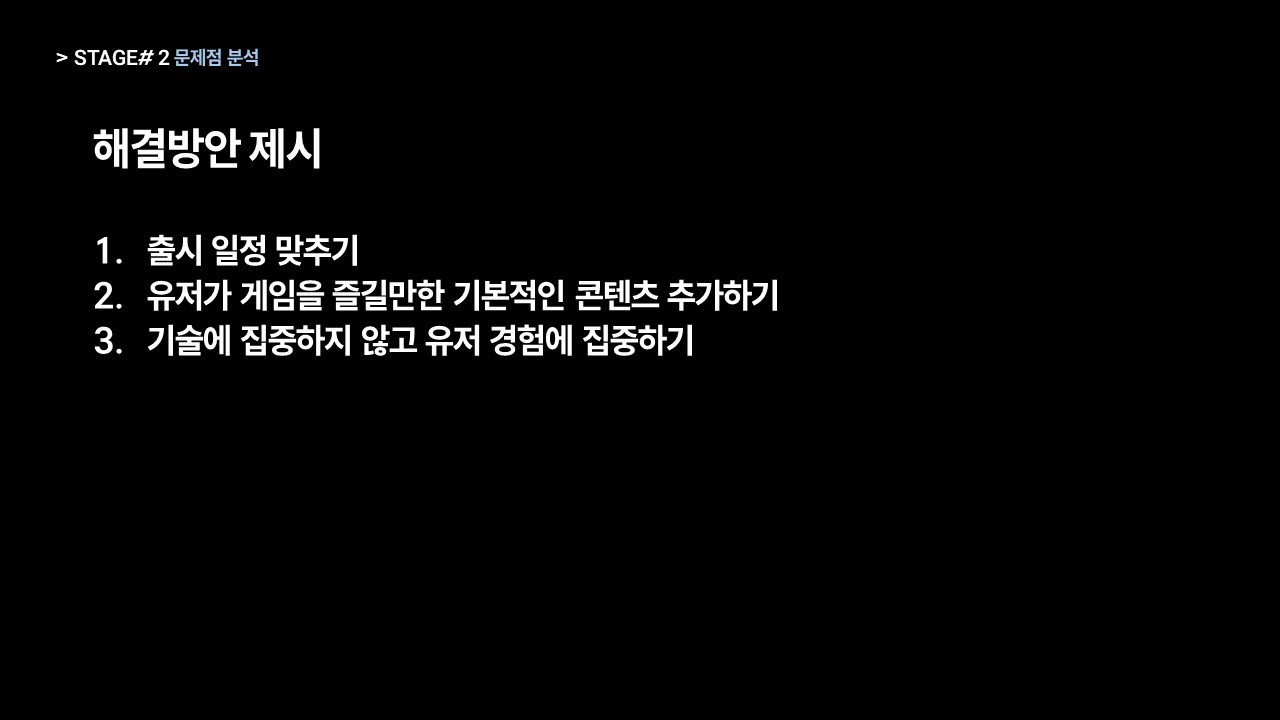 > STAGE# 2 문제점 분석
해결방안 제시
1. 출시 일정 맞추기
2. 유저가 게임을 즐길만한 기본적인 콘텐츠 추가하기
3. 기술에 집중하지 않고 유저 경험에 집중하기